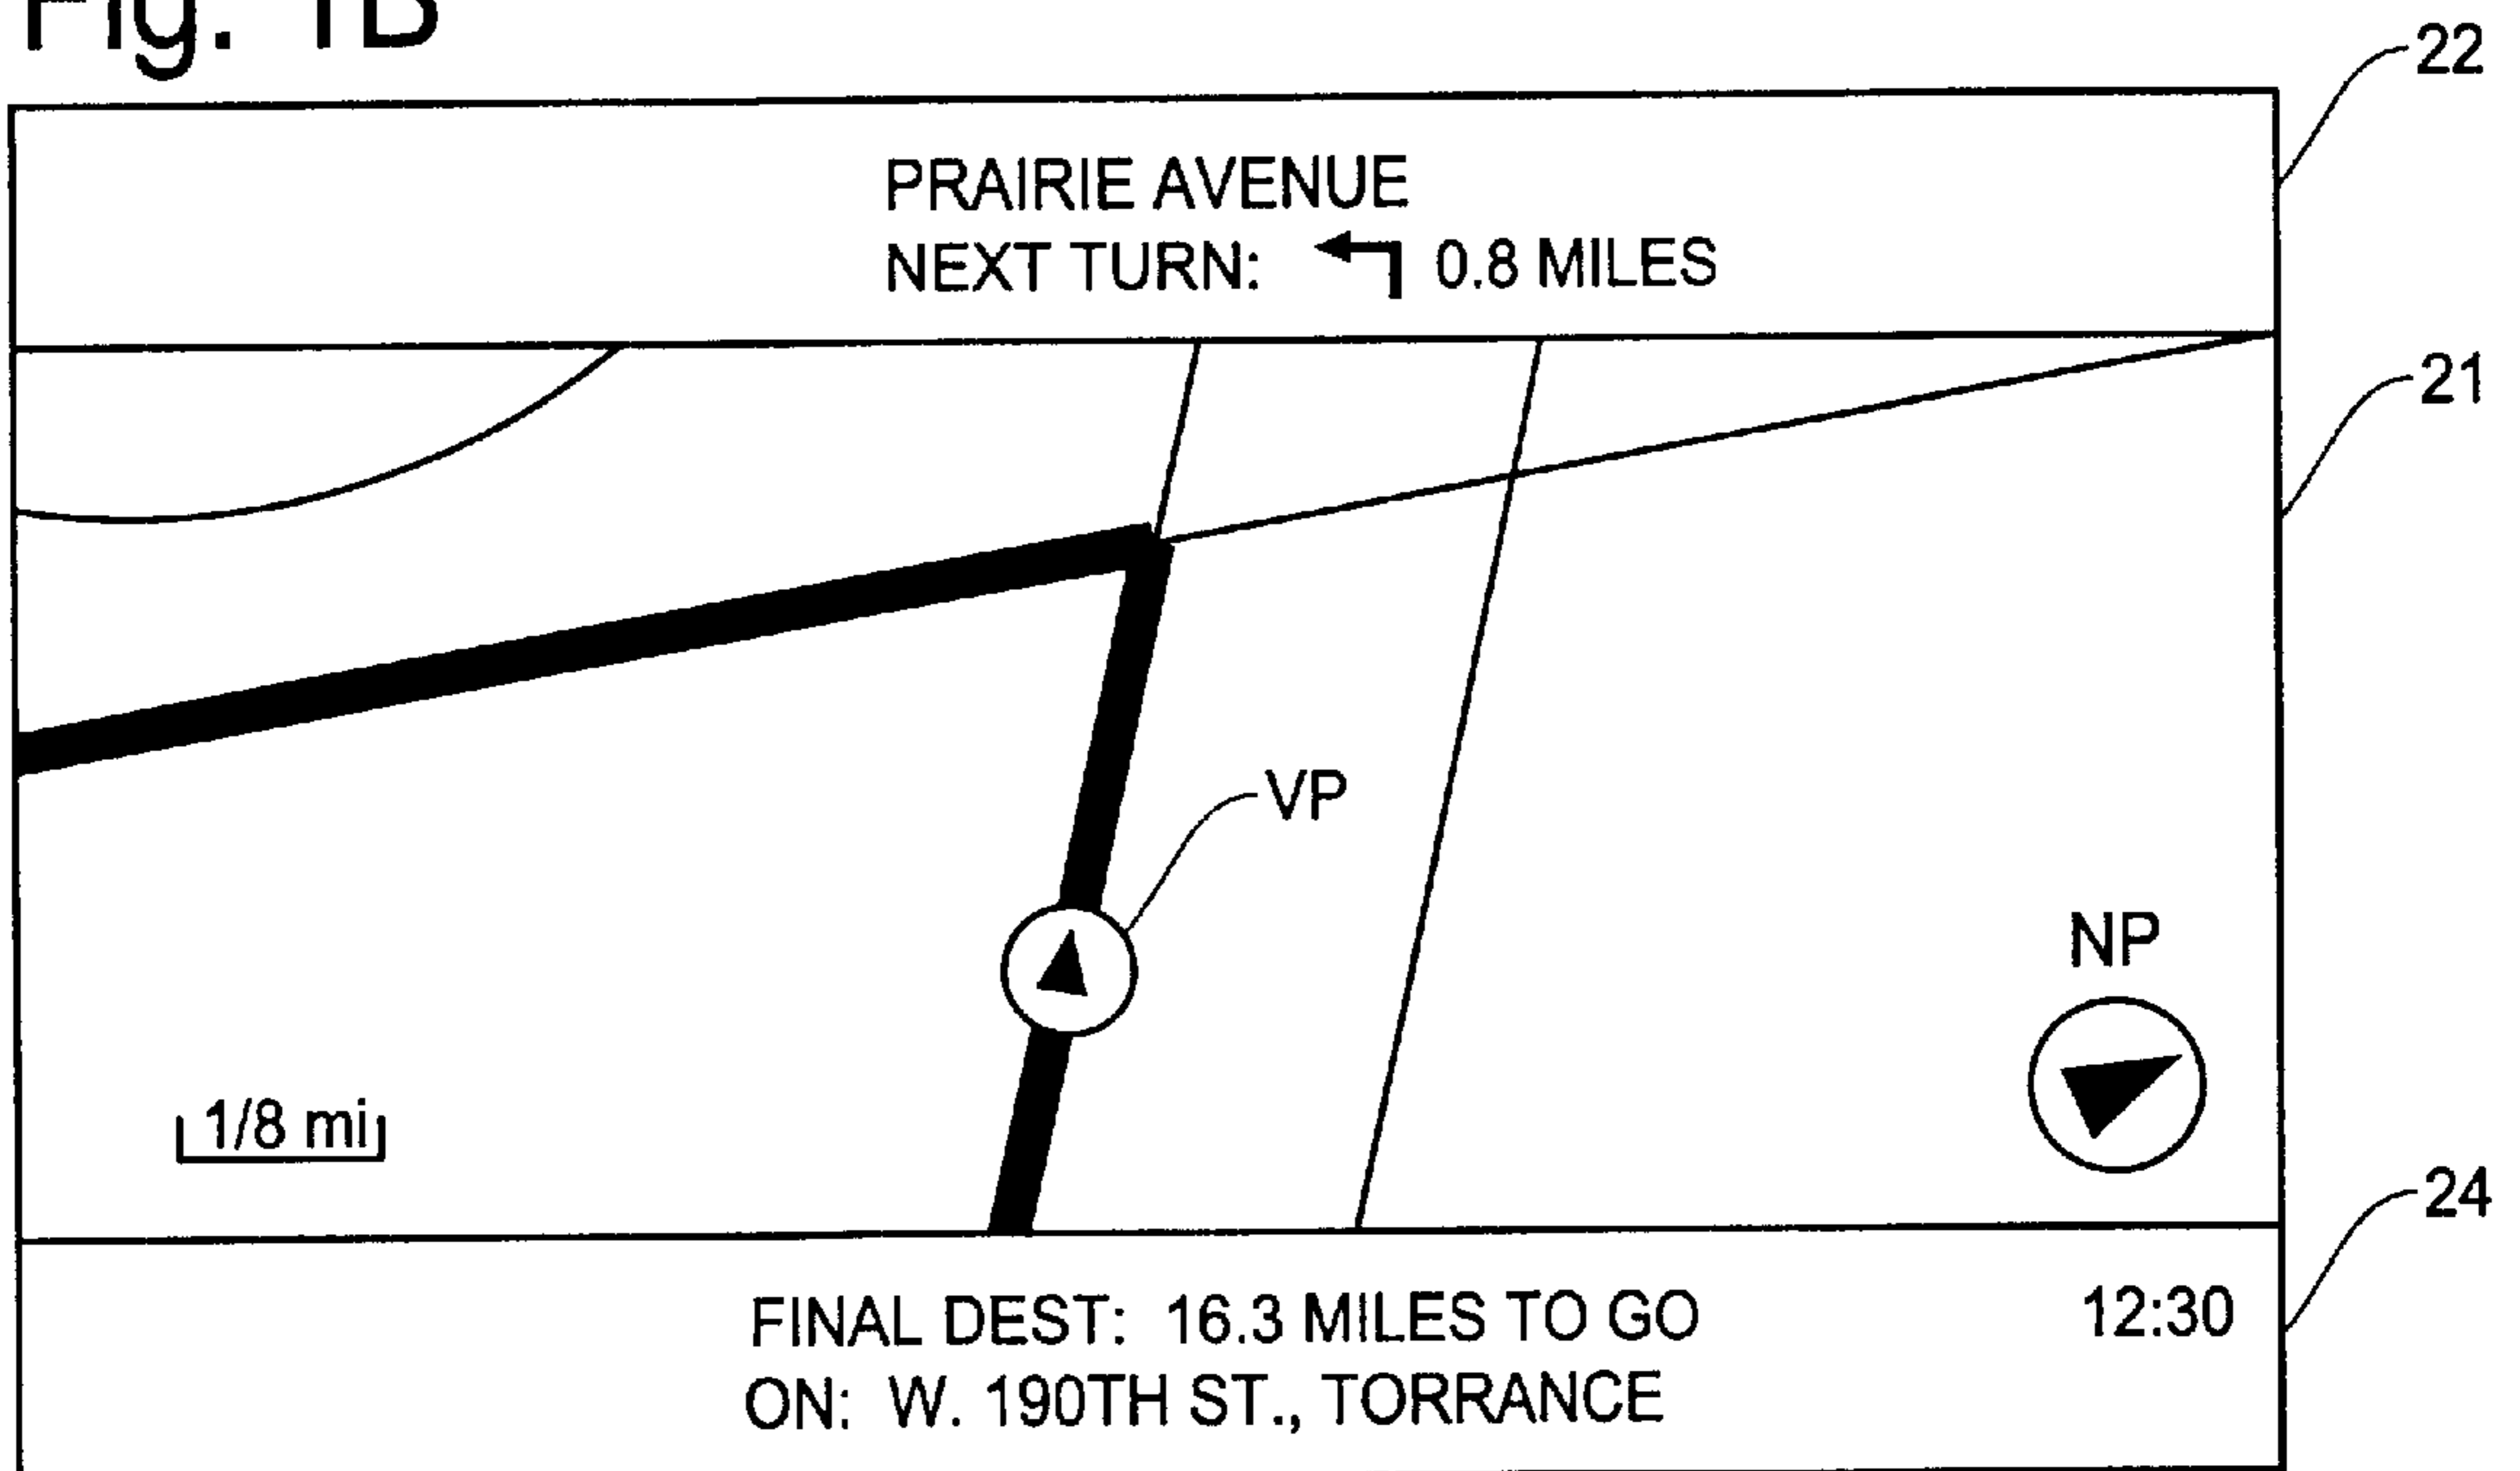 Fig. 1B
22
PRAIRIE AVENUE
NEXT TURN: 0.8 MILES
21
VP
NP
1/8 mi
24
FINAL DEST: 16.3 MILES TO GO 12:30
ON: W. 190TH ST., TORRANCE